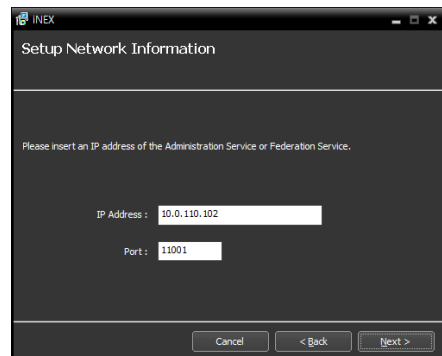 iNEX
Setup Network Information
Please insert an IP address of the Administration Service or Federation Service.
IP Address : 10.0.110.102
Port : 11001
Cancel < Back Next >